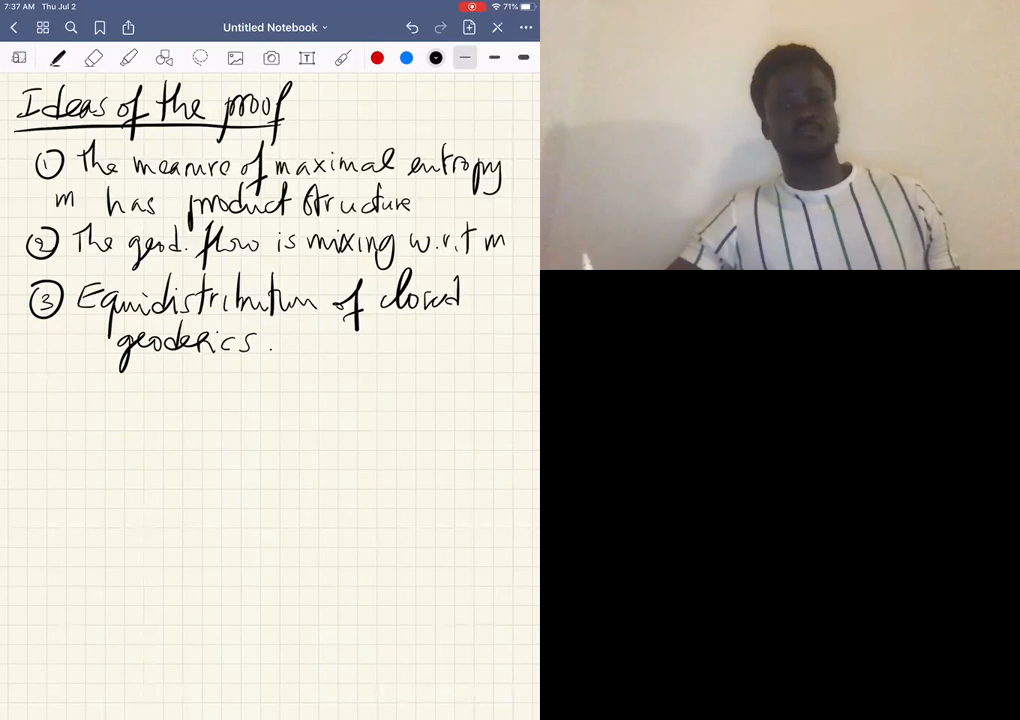 7:37 AM Thu Jul 2
71%
Untitled Notebook
Ideas of the proof
① The measure of maximal entropy
m has product structure
② The geod. flow is mixing w.r.t m
③ Equidistribution of closed
geodesics.